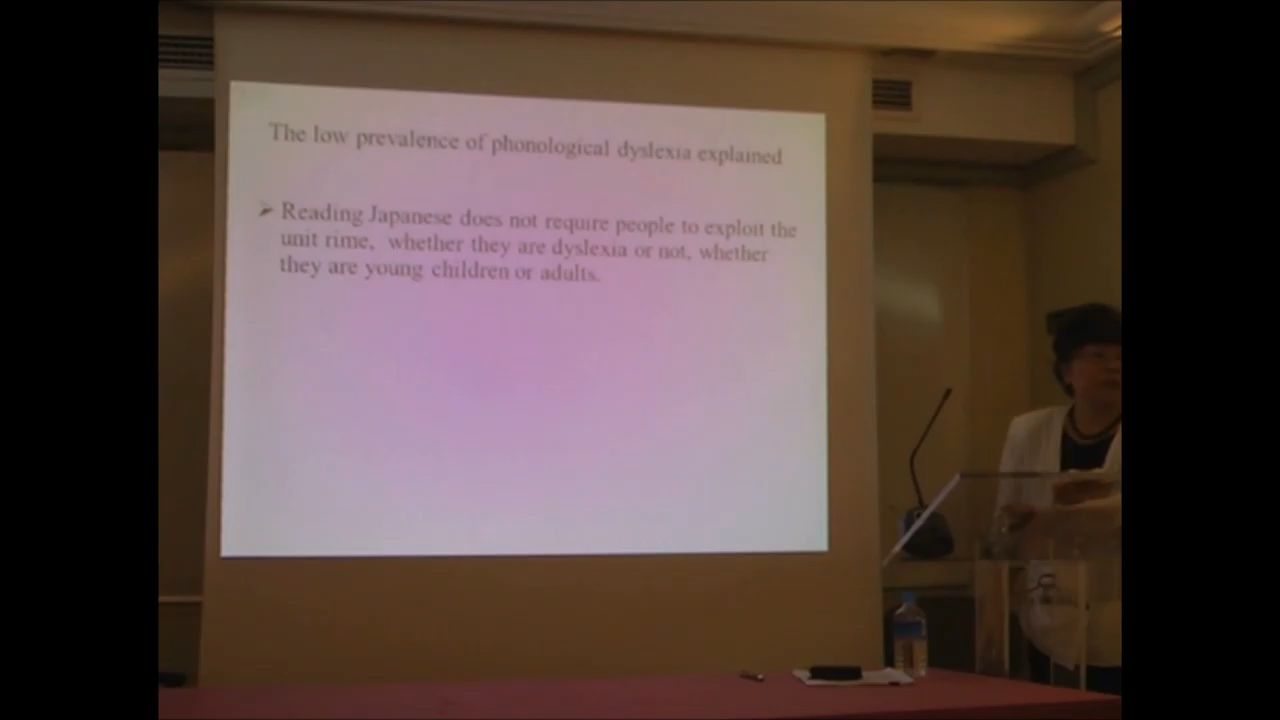 The low prevalence of phonological dyslexia explained
➢ Reading Japanese does not require people to exploit the
unit rime, whether they are dyslexia or not, whether
they are young children or adults.